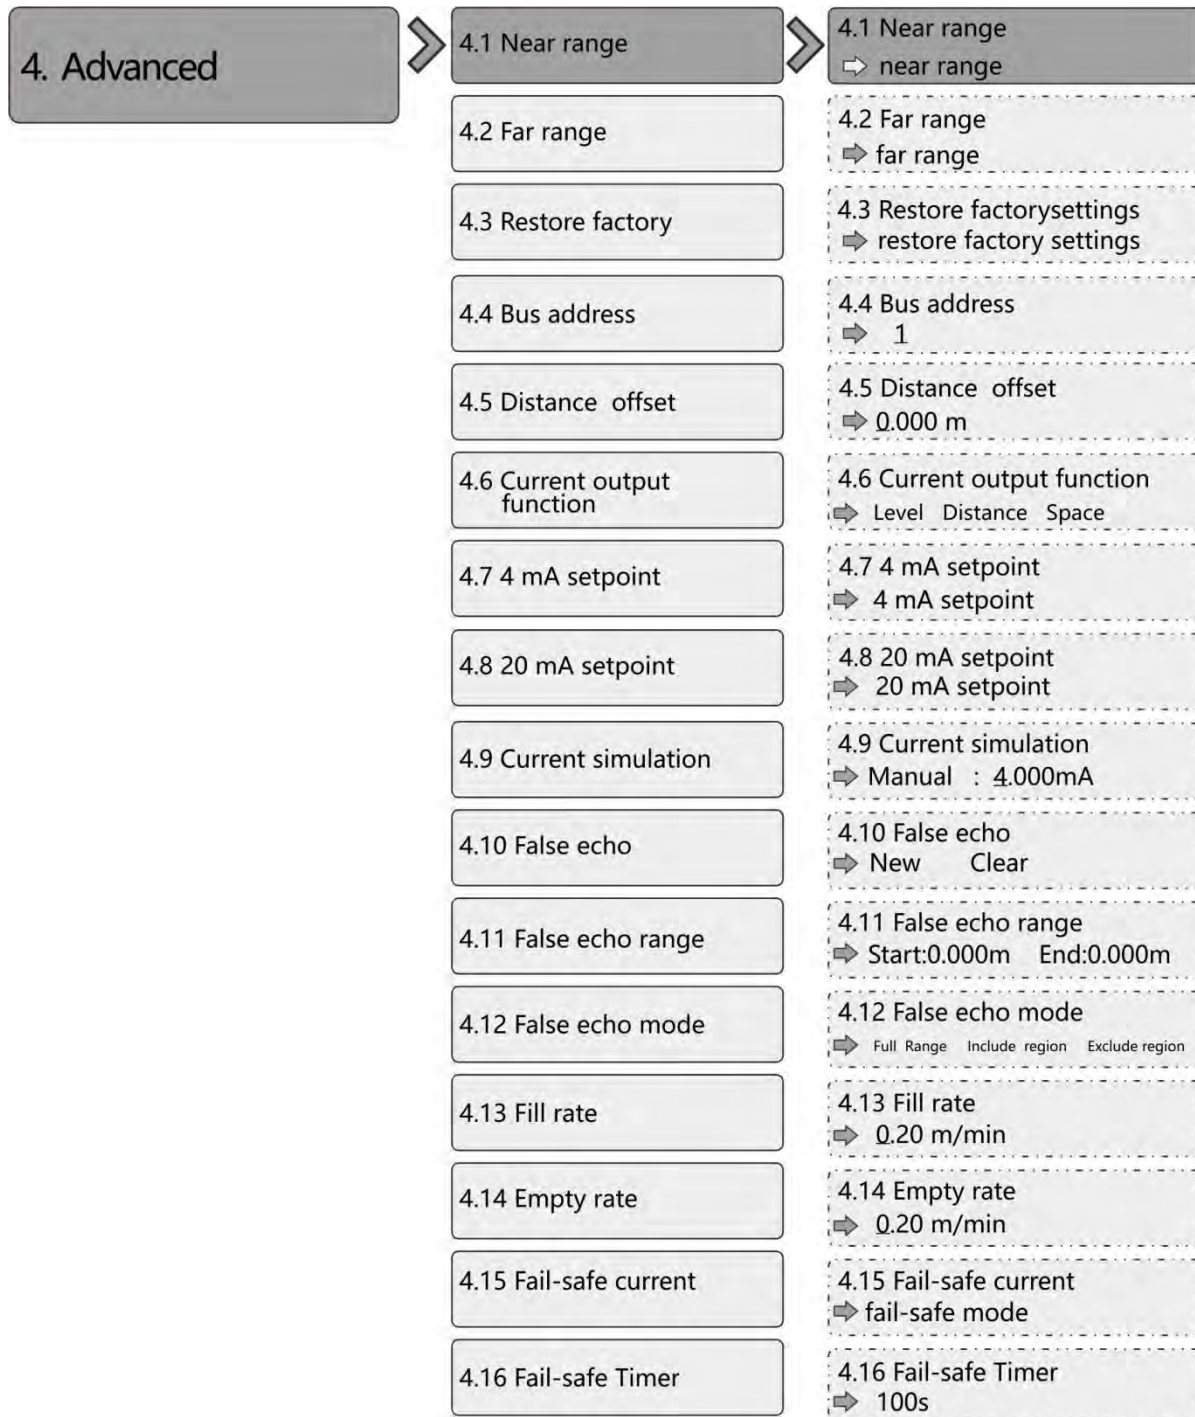 4. Advanced
4.1 Near range
4.1 Near range
near range
4.2 Far range
4.2 Far range
far range
4.3 Restore factory
4.3 Restore factorysettings
restore factory settings
4.4 Bus address
4.4 Bus address
1
4.5 Distance offset
4.5 Distance offset
0.000 m
4.6 Current output
function
4.6 Current output function
Level Distance Space
4.7 4 mA setpoint
4.7 4 mA setpoint
4 mA setpoint
4.8 20 mA setpoint
4.8 20 mA setpoint
20 mA setpoint
4.9 Current simulation
4.9 Current simulation
Manual : 4.000mA
4.10 False echo
4.10 False echo
New Clear
4.11 False echo range
4.11 False echo range
Start:0.000m End:0.000m
4.12 False echo mode
4.12 False echo mode
Full Range Include region Exclude region
4.13 Fill rate
4.13 Fill rate
0.20 m/min
4.14 Empty rate
4.14 Empty rate
0.20 m/min
4.15 Fail-safe current
4.15 Fail-safe current
fail-safe mode
4.16 Fail-safe Timer
4.16 Fail-safe Timer
100s